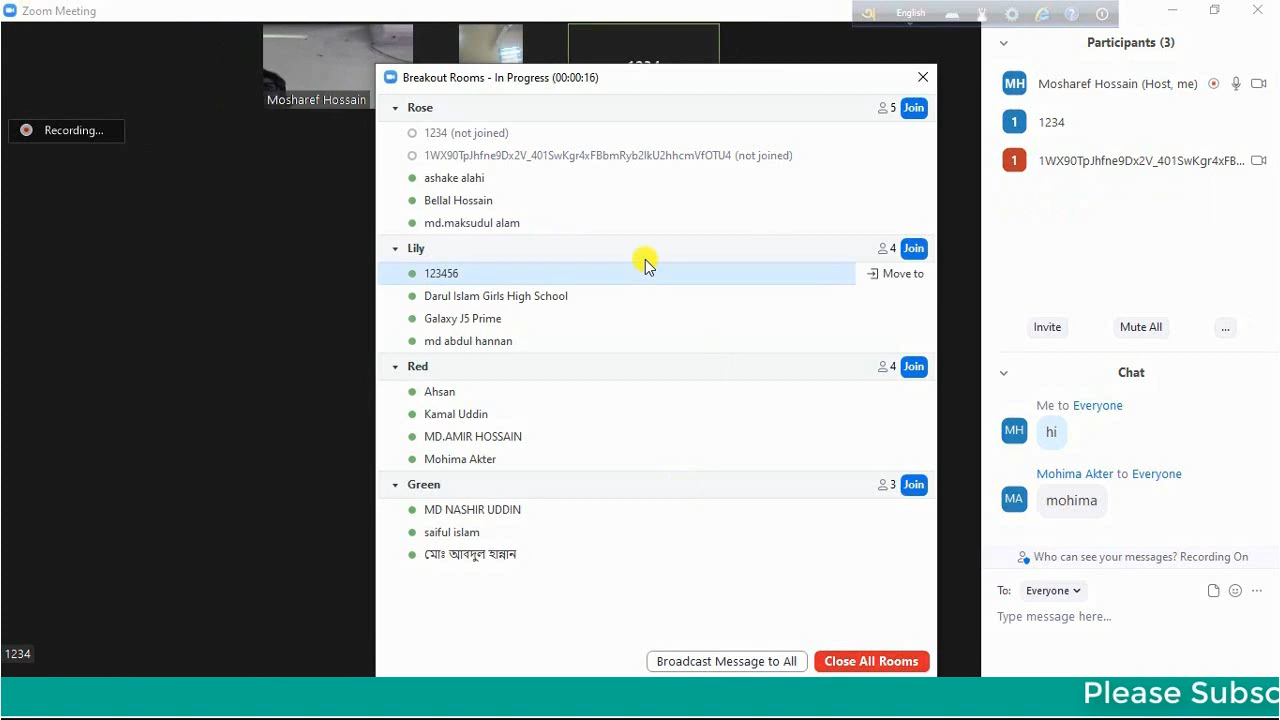 Zoom Meeting
English
Mosharef Hossain
Recording...
Breakout Rooms - In Progress (00:00:16)
Rose 5 Join
1234 (not joined)
1WX90TpJhfne9Dx2V_401SwKgr4xFBbmRyb2lkU2hhcmVfOTU4 (not joined)
ashake alahi
Bellal Hossain
md.maksudul alam
Lily 4 Join
123456 Move to
Darul Islam Girls High School
Galaxy J5 Prime
md abdul hannan
Red 4 Join
Ahsan
Kamal Uddin
MD.AMIR HOSSAIN
Mohima Akter
Green 3 Join
MD NASHIR UDDIN
saiful islam
মোঃ আবদুল হান্নান
Broadcast Message to All Close All Rooms
1234
Participants (3)
MH Mosharef Hossain (Host, me)
1 1234
1 1WX90TpJhfne9Dx2V_401SwKgr4xFB...
Invite Mute All ...
Chat
Me to Everyone
MH hi
Mohima Akter to Everyone
MA mohima
Who can see your messages? Recording On
To: Everyone
Type message here...
Please Subsc